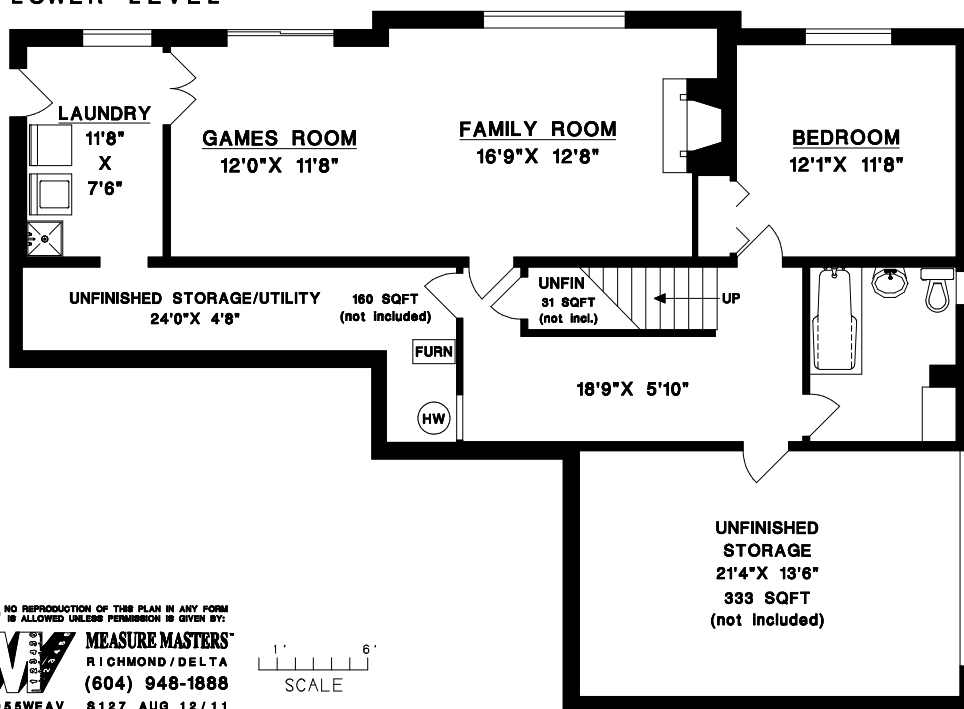 LOWER LEVEL
LAUNDRY
11'8"
X
7'6"
GAMES ROOM
12'0"X 11'8"
FAMILY ROOM
16'9"X 12'8"
BEDROOM
12'1"X 11'8"
UNFINISHED STORAGE/UTILITY
24'0"X 4'8"
160 SQFT
(not included)
UNFIN
31 SQFT
(not incl.)
UP
FURN
HW
18'9"X 5'10"
UNFINISHED
STORAGE
21'4"X 13'6"
333 SQFT
(not included)
NO REPRODUCTION OF THIS PLAN IN ANY FORM
IS ALLOWED UNLESS PERMISSION IS GIVEN BY:
MEASURE MASTERS™
RICHMOND/DELTA
(604) 948-1888
55WEAV S127 AUG 12/11
1' 6'
SCALE